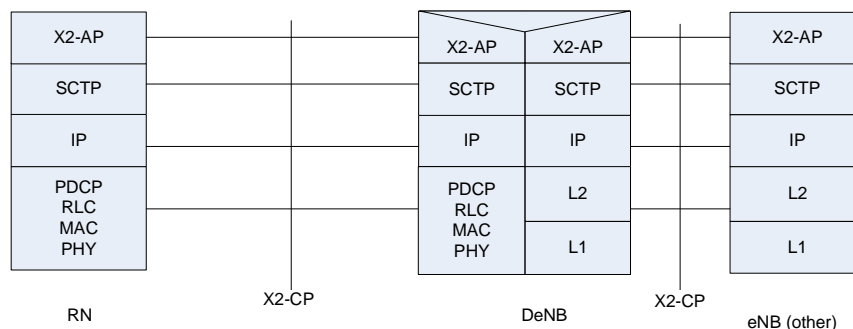 X2-AP
X2-AP X2-AP
X2-AP
SCTP
SCTP SCTP
SCTP
IP
IP IP
IP
PDCP
RLC
MAC
PHY
PDCP
RLC
MAC
PHY
L2
L1
L2
L1
X2-CP
X2-CP
RN
DeNB
eNB (other)